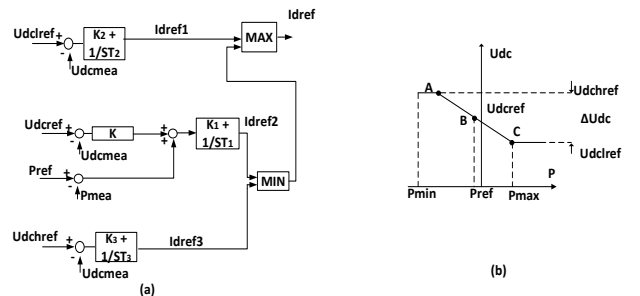 Idref
Udclref + K2 + Idref1 MAX
- 1/ST2
Udcmea
Udcref + K + K1 + Idref2
- + 1/ST1
Udcmea
Pref + MIN
- Pmea
Udchref + K3 + Idref3
- 1/ST3
Udcmea
(a)
Udc
A Udchref
Udcref ΔUdc
B C
Udclref
P
Pmin Pref Pmax
(b)